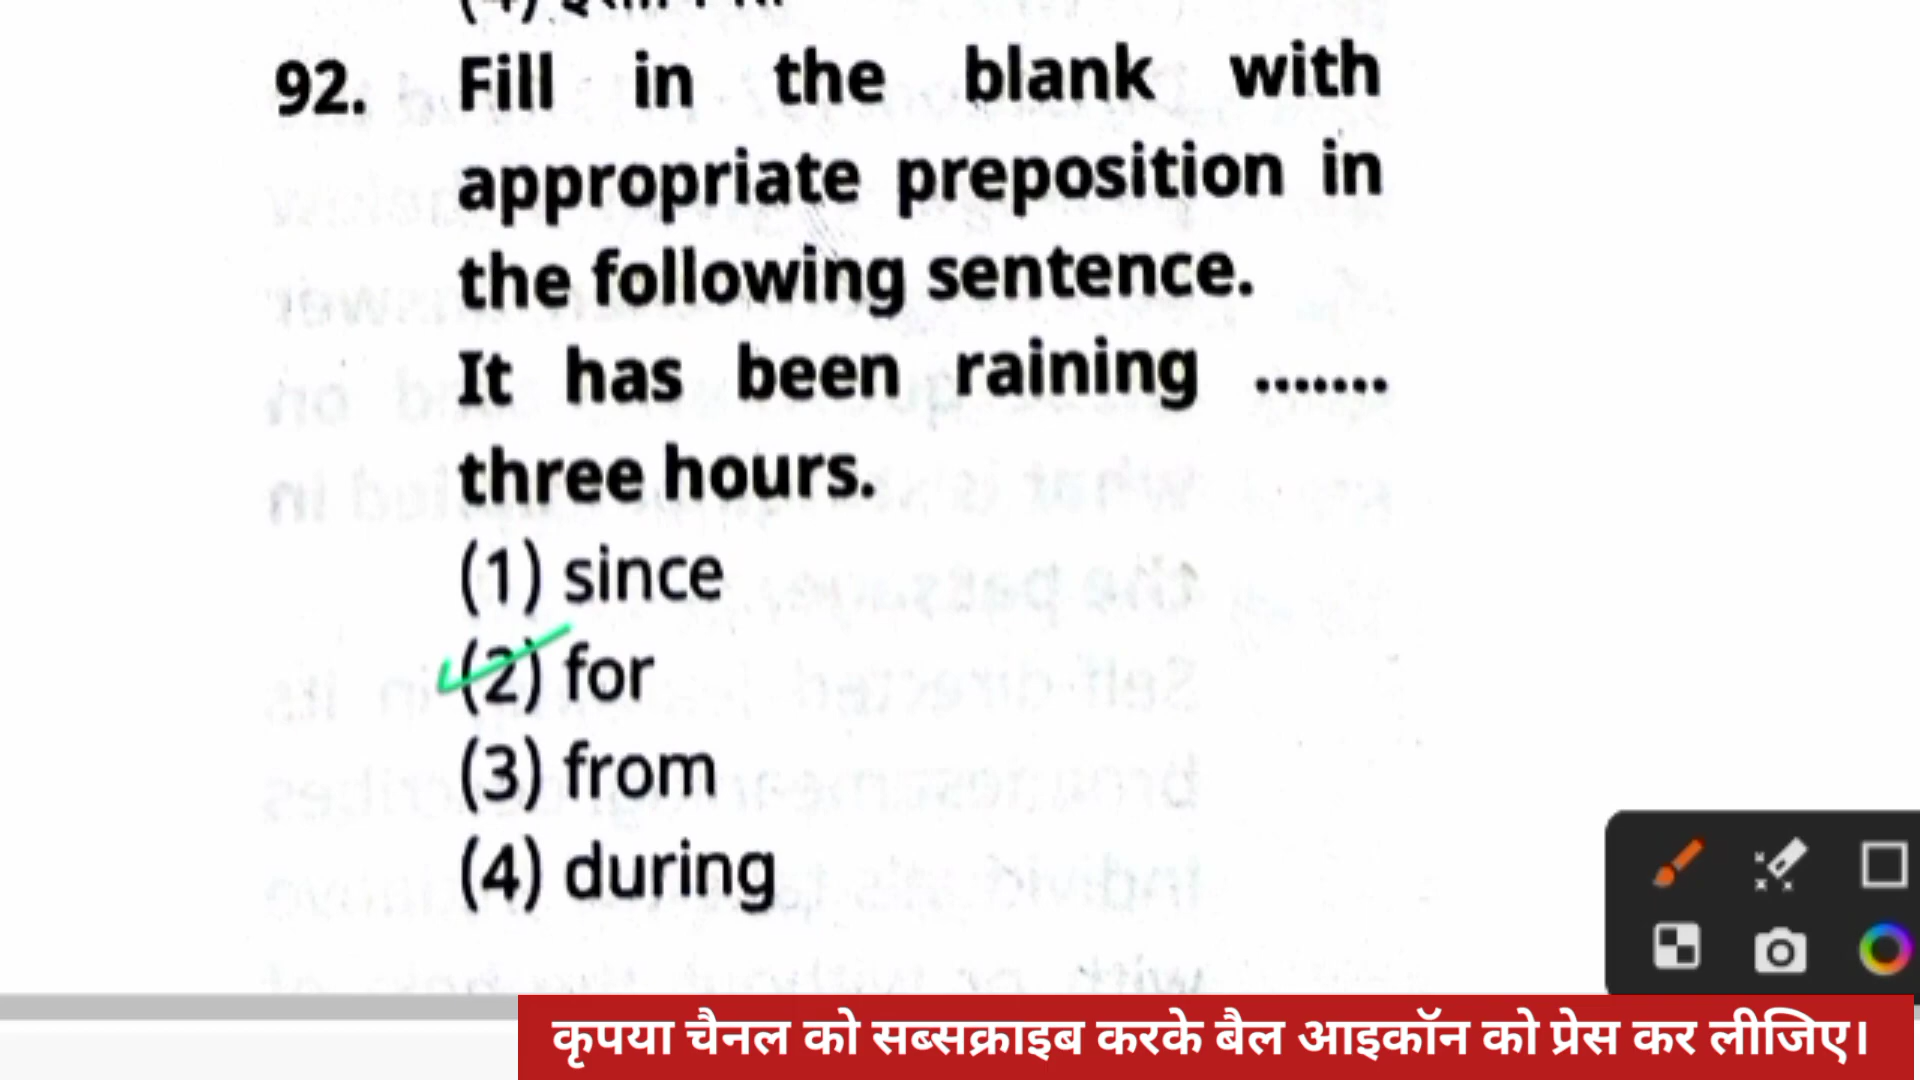 92. Fill in the blank with
appropriate preposition in
the following sentence.
It has been raining .......
three hours.
(1) since
(2) for
(3) from
(4) during
कृपया चैनल को सब्सक्राइब करके बैल आइकॉन को प्रेस कर लीजिए।